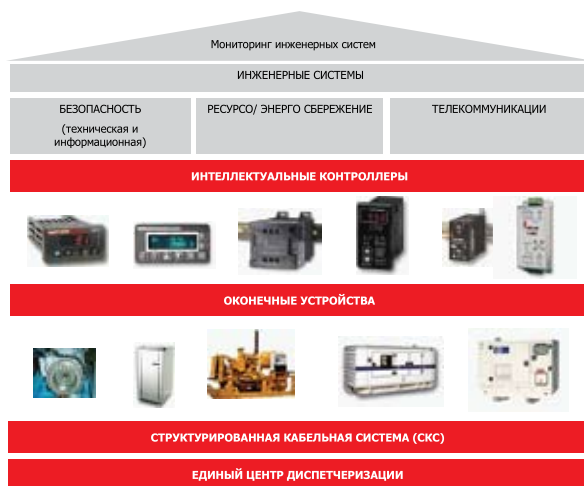 Мониторинг инженерных систем
ИНЖЕНЕРНЫЕ СИСТЕМЫ
БЕЗОПАСНОСТЬ
(техническая и
информационная)
РЕСУРСО/ ЭНЕРГО СБЕРЕЖЕНИЕ
ТЕЛЕКОММУНИКАЦИИ
ИНТЕЛЛЕКТУАЛЬНЫЕ КОНТРОЛЛЕРЫ
ОКОНЕЧНЫЕ УСТРОЙСТВА
СТРУКТУРИРОВАННАЯ КАБЕЛЬНАЯ СИСТЕМА (СКС)
ЕДИНЫЙ ЦЕНТР ДИСПЕТЧЕРИЗАЦИИ